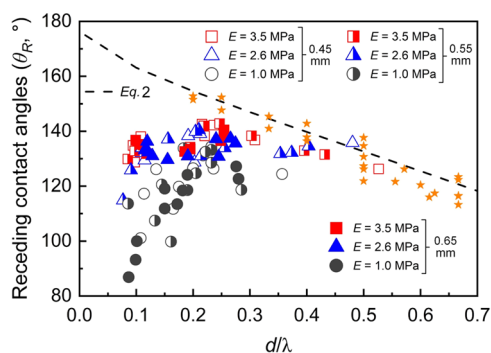 180
160
140
120
100
80
Receding contact angles (θR, °)
E = 3.5 MPa
E = 2.6 MPa
E = 1.0 MPa
0.45
mm
E = 3.5 MPa
E = 2.6 MPa
E = 1.0 MPa
0.55
mm
Eq.2
E = 3.5 MPa
E = 2.6 MPa
E = 1.0 MPa
0.65
mm
0.0 0.1 0.2 0.3 0.4 0.5 0.6 0.7
d/λ